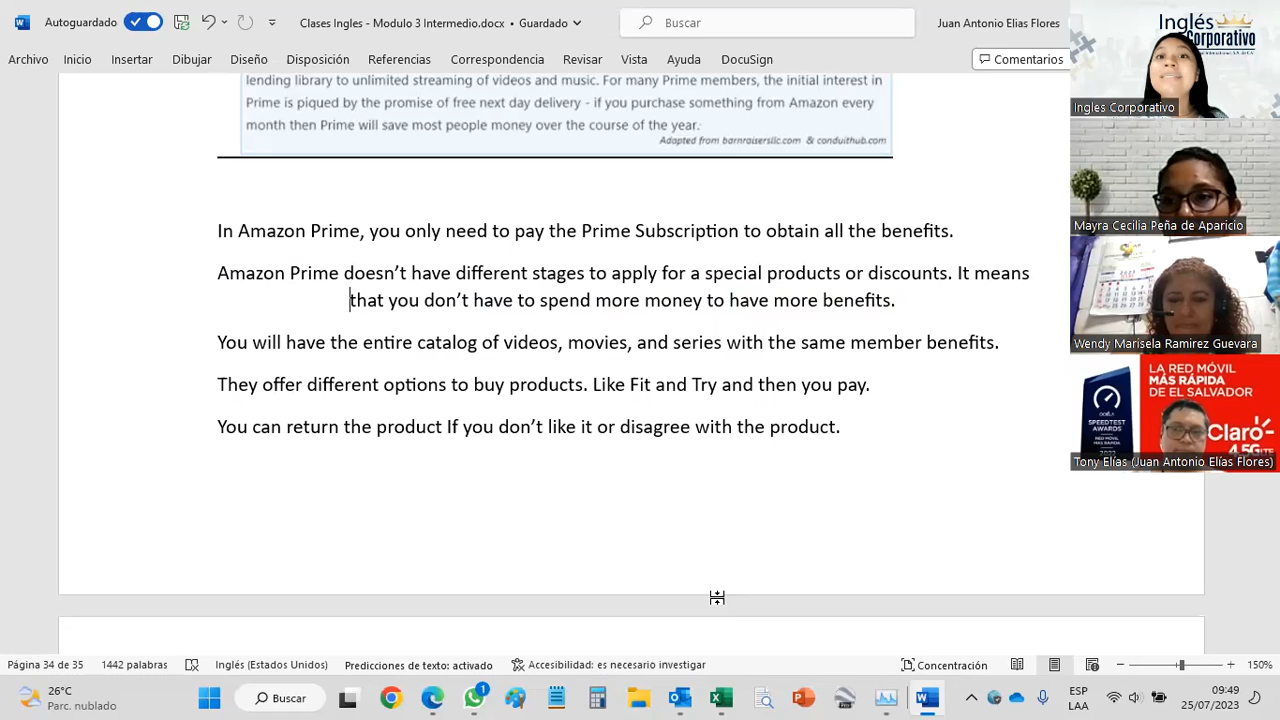 Autoguardado
Clases Ingles - Modulo 3 Intermedio.docx • Guardado
Buscar
Juan Antonio Elias Flores
Archivo Inicio Insertar Dibujar Diseño Disposición Referencias Revisar Vista Ayuda DocuSign
Comentarios
lending library to unlimited streaming of videos and music. For many Prime members, the initial interest in
Prime is piqued by the promise of free next day delivery - if you purchase something from Amazon every
month then Prime will save most people money over the course of the year.
Adapted from barnraisersllc.com & conduithub.com
In Amazon Prime, you only need to pay the Prime Subscription to obtain all the benefits.
Amazon Prime doesn't have different stages to apply for a special products or discounts. It means
that you don't have to spend more money to have more benefits.
You will have the entire catalog of videos, movies, and series with the same member benefits.
They offer different options to buy products. Like Fit and Try and then you pay.
You can return the product If you don't like it or disagree with the product.
Inglés
Corporativo
Ingles Corporativo
Mayra Cecilia Peña de Aparicio
Wendy Marisela Ramirez Guevara
LA RED MÓVIL
MÁS RÁPIDA
DE EL SALVADOR
SPEEDTEST
AWARDS
Claro
4.5G LTE
Tony Elías (Juan Antonio Elías Flores)
Página 34 de 35
1442 palabras
Inglés (Estados Unidos)
Predicciones de texto: activado
Accesibilidad: es necesario investigar
Concentración
150%
26°C
Parc. nublado
Buscar
1
ESP
LAA
09:49
25/07/2023